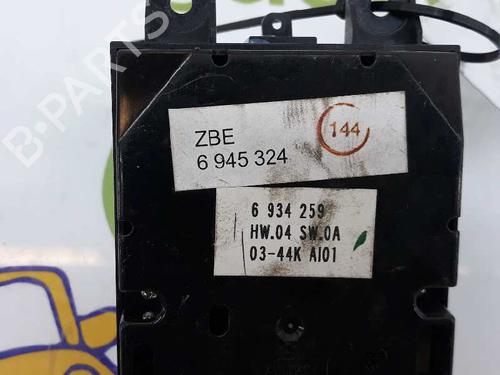 ZBE
6 945 324
144
6 934 259
HW.04 SW.0A
03-44K AI01
B-PARTS